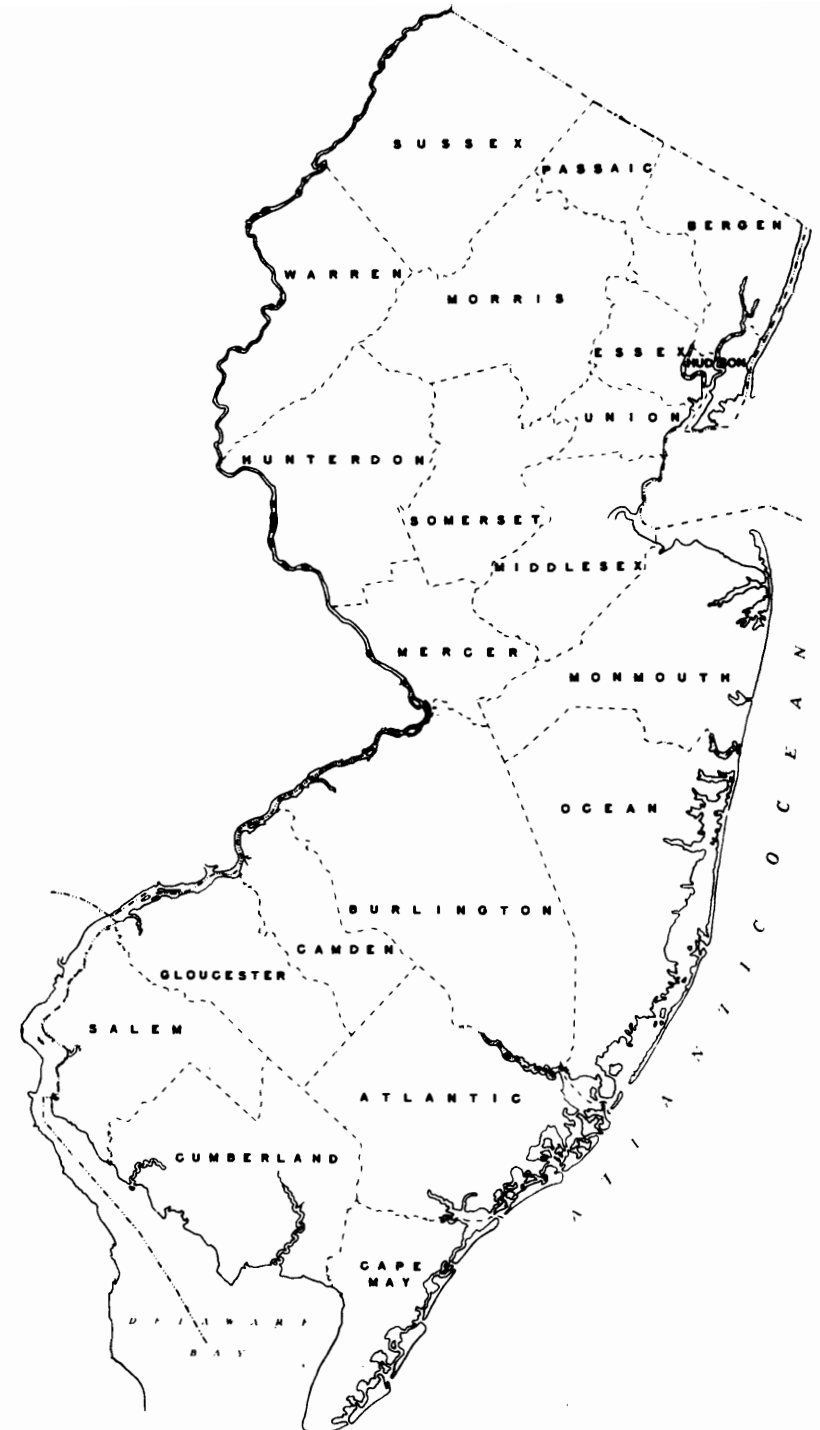 SUSSEX
PASSAIC
BERGEN
WARREN
MORRIS
ESSEX
HUDSON
UNION
HUNTERDON
SOMERSET
MIDDLESEX
MERCER
MONMOUTH
OCEAN
BURLINGTON
CAMDEN
GLOUCESTER
SALEM
ATLANTIC
CUMBERLAND
CAPE
MAY
ATLANTIC OCEAN
DELAWARE
BAY